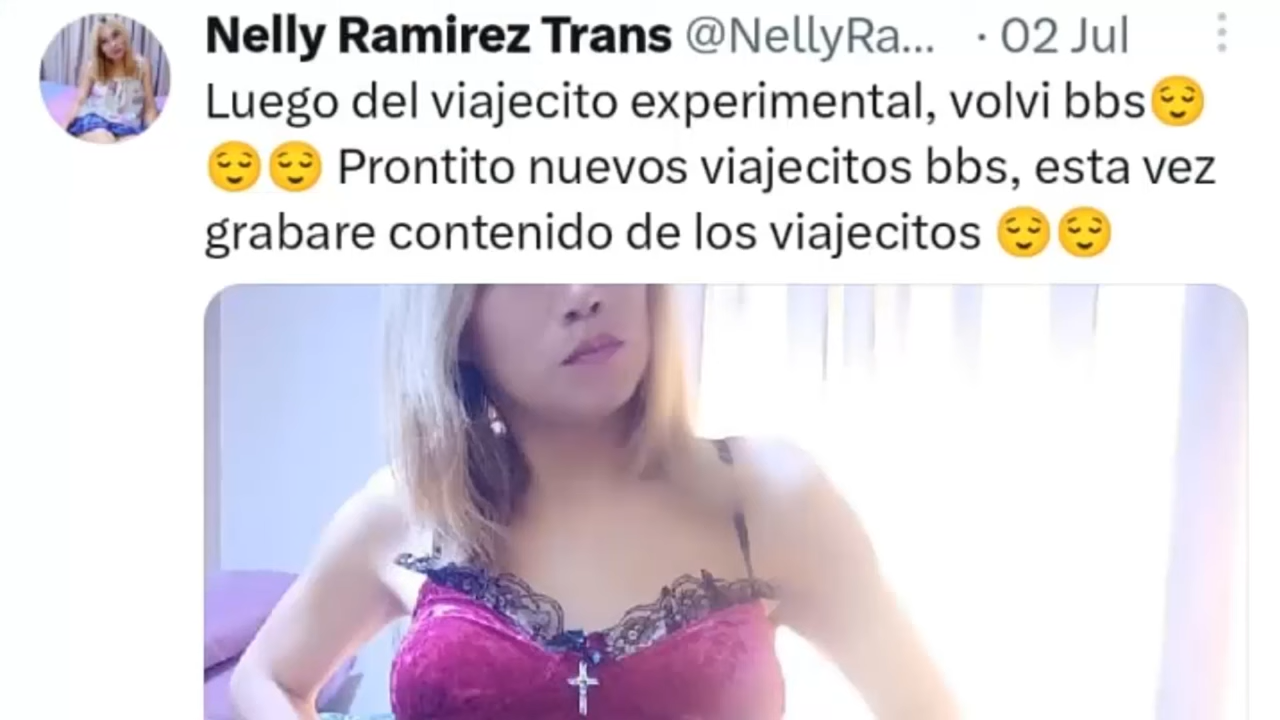 Nelly Ramirez Trans @NellyRa... · 02 Jul
Luego del viajecito experimental, volvi bbs😌
😌😌 Prontito nuevos viajecitos bbs, esta vez
grabare contenido de los viajecitos 😌😌